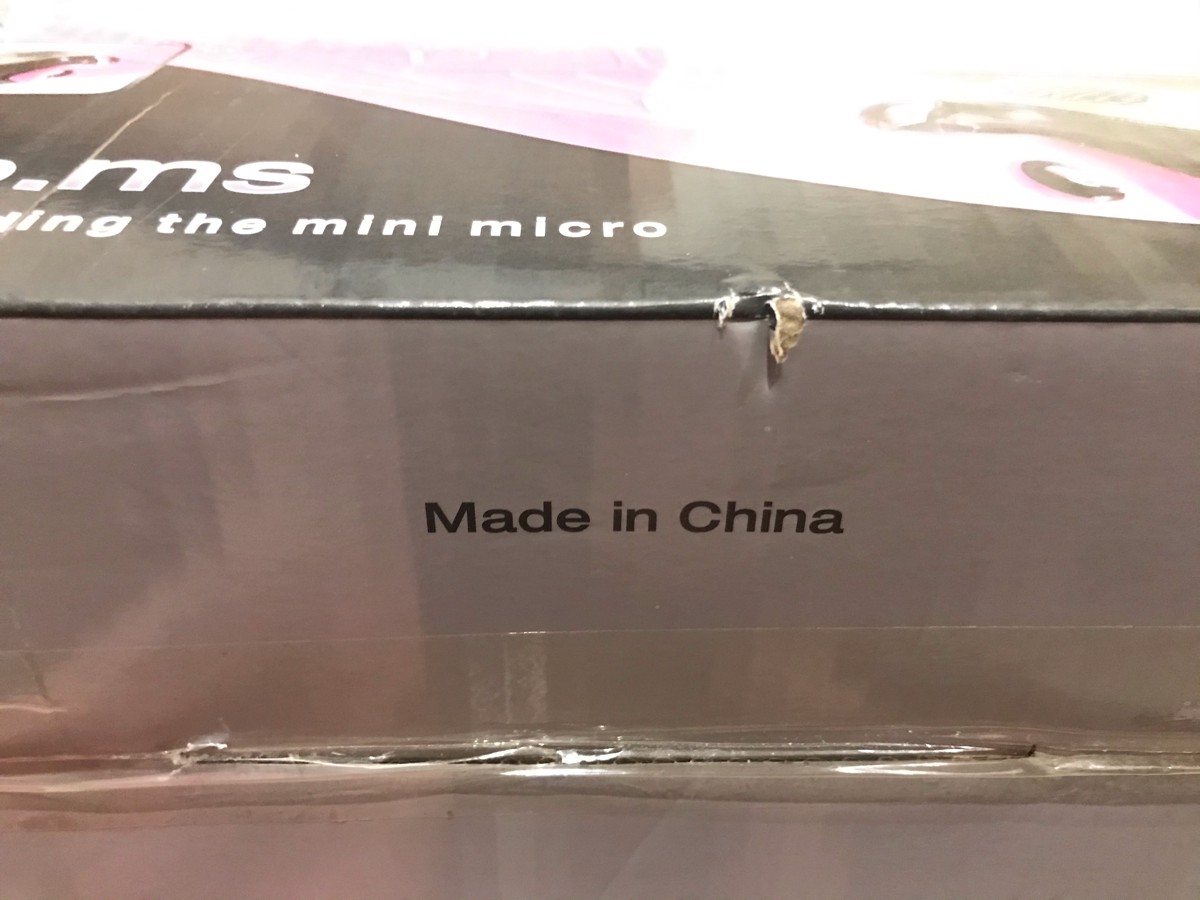 .ms
the mini micro
Made in China